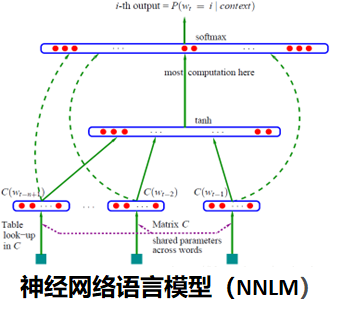 i-th output = P(w_t = i | context)
softmax
... ...
most computation here
tanh
... ...
C(w_{t-n+1}) C(w_{t-2}) C(w_{t-1})
... ... ... ...
Table look-up in C
Matrix C
shared parameters across words
神经网络语言模型（NNLM）